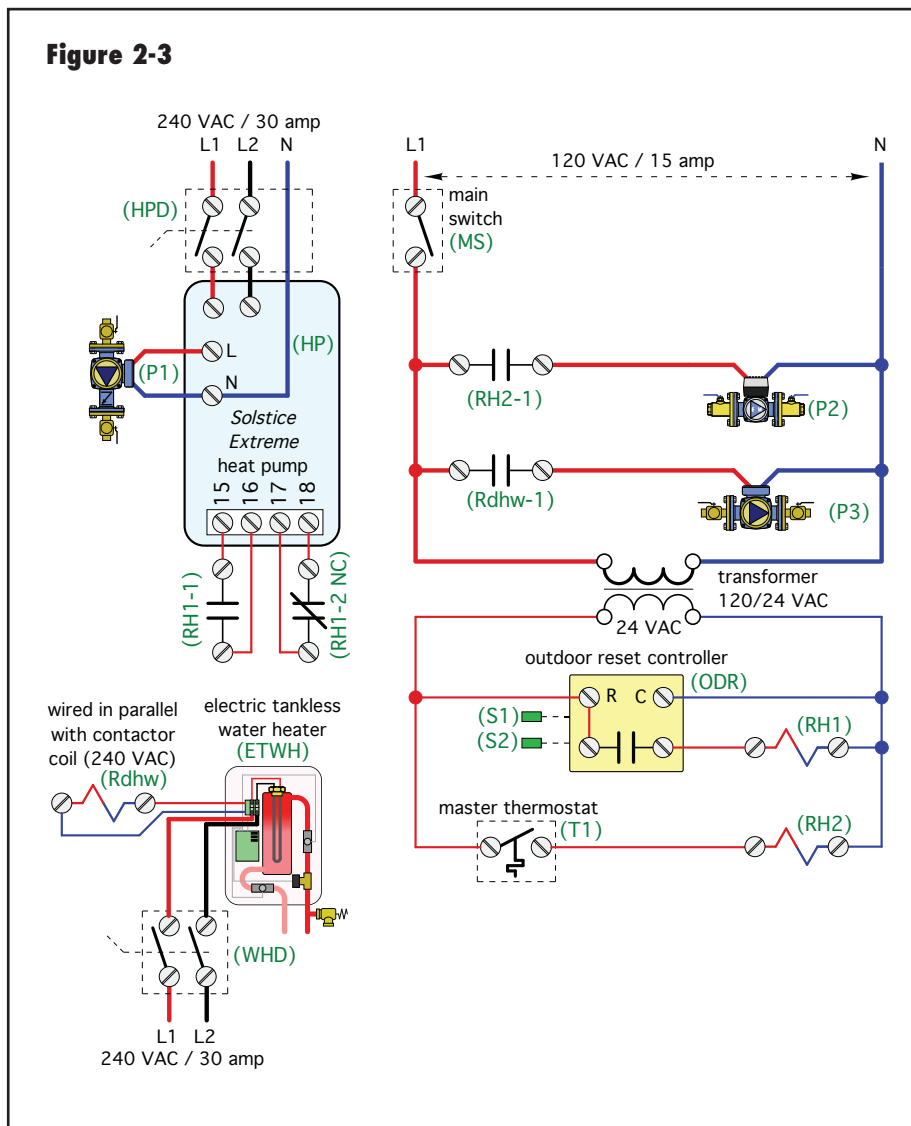 Figure 2-3
240 VAC / 30 amp
L1 L2 N
(HPD)
L
(HP)
(P1)
N
Solstice
Extreme
heat pump
15 16 17 18
(RH1-1)
(RH1-2 NC)
wired in parallel
with contactor
coil (240 VAC)
(Rdhw)
electric tankless
water heater
(ETWH)
(WHD)
L1 L2
240 VAC / 30 amp
L1 N
120 VAC / 15 amp
main
switch
(MS)
(RH2-1)
(P2)
(Rdhw-1)
(P3)
transformer
120/24 VAC
24 VAC
outdoor reset controller
(ODR)
R C
(S1)
(S2)
(RH1)
master thermostat
(T1)
(RH2)